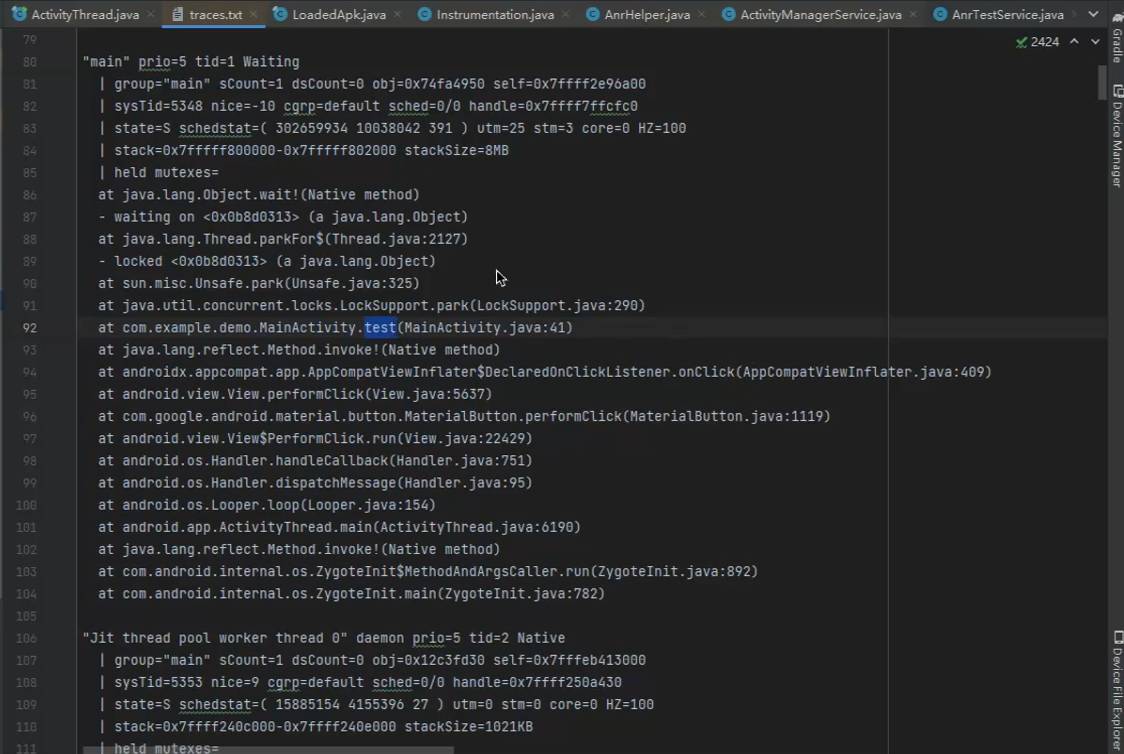 ActivityThread.java × traces.txt × LoadedApk.java × Instrumentation.java × AnrHelper.java × ActivityManagerService.java × AnrTestService.java
2424
79
80 "main" prio=5 tid=1 Waiting
81 | group="main" sCount=1 dsCount=0 obj=0x74fa4950 self=0x7ffff2e96a00
82 | sysTid=5348 nice=-10 cgrp=default sched=0/0 handle=0x7ffff7ffcfc0
83 | state=S schedstat=( 302659934 10038042 391 ) utm=25 stm=3 core=0 HZ=100
84 | stack=0x7fffff800000-0x7fffff802000 stackSize=8MB
85 | held mutexes=
86 at java.lang.Object.wait!(Native method)
87 - waiting on <0x0b8d0313> (a java.lang.Object)
88 at java.lang.Thread.parkFor$(Thread.java:2127)
89 - locked <0x0b8d0313> (a java.lang.Object)
90 at sun.misc.Unsafe.park(Unsafe.java:325)
91 at java.util.concurrent.locks.LockSupport.park(LockSupport.java:290)
92 at com.example.demo.MainActivity.test(MainActivity.java:41)
93 at java.lang.reflect.Method.invoke!(Native method)
94 at androidx.appcompat.app.AppCompatViewInflater$DeclaredOnClickListener.onClick(AppCompatViewInflater.java:409)
95 at android.view.View.performClick(View.java:5637)
96 at com.google.android.material.button.MaterialButton.performClick(MaterialButton.java:1119)
97 at android.view.View$PerformClick.run(View.java:22429)
98 at android.os.Handler.handleCallback(Handler.java:751)
99 at android.os.Handler.dispatchMessage(Handler.java:95)
100 at android.os.Looper.loop(Looper.java:154)
101 at android.app.ActivityThread.main(ActivityThread.java:6190)
102 at java.lang.reflect.Method.invoke!(Native method)
103 at com.android.internal.os.ZygoteInit$MethodAndArgsCaller.run(ZygoteInit.java:892)
104 at com.android.internal.os.ZygoteInit.main(ZygoteInit.java:782)
105
106 "Jit thread pool worker thread 0" daemon prio=5 tid=2 Native
107 | group="main" sCount=1 dsCount=0 obj=0x12c3fd30 self=0x7fffeb413000
108 | sysTid=5353 nice=9 cgrp=default sched=0/0 handle=0x7ffff250a430
109 | state=S schedstat=( 15885154 4155396 27 ) utm=0 stm=0 core=0 HZ=100
110 | stack=0x7ffff240c000-0x7ffff240e000 stackSize=1021KB
111 | held mutexes=
Gradle
Device Manager
Device File Explorer